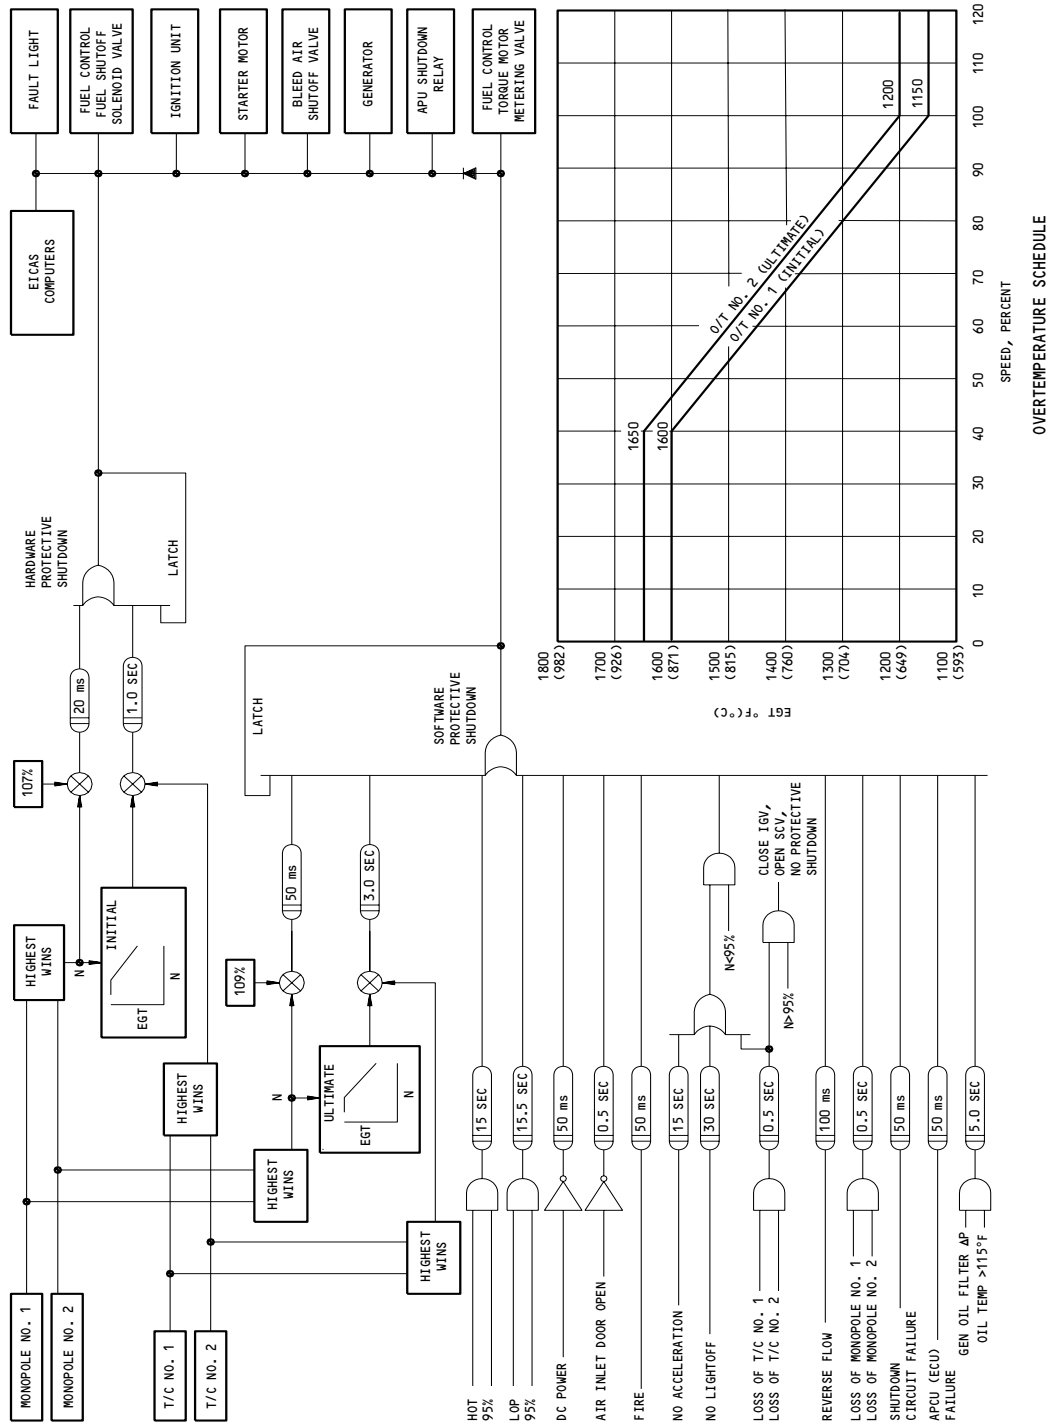 MONOPOLE NO. 1
MONOPOLE NO. 2
T/C NO. 1
T/C NO. 2
HIGHEST
WINS
HIGHEST
WINS
HIGHEST
WINS
HIGHEST
WINS
N
INITIAL
EGT
N
107%
20 ms
1.0 SEC
HARDWARE
PROTECTIVE
SHUTDOWN
LATCH
EICAS
COMPUTERS
FAULT LIGHT
FUEL CONTROL
FUEL SHUTOFF
SOLENOID VALVE
IGNITION UNIT
STARTER MOTOR
BLEED AIR
SHUTOFF VALVE
GENERATOR
APU SHUTDOWN
RELAY
FUEL CONTROL
TORQUE MOTOR
METERING VALVE
N
ULTIMATE
EGT
N
109%
50 ms
3.0 SEC
LATCH
SOFTWARE
PROTECTIVE
SHUTDOWN
HOT
95%
15 SEC
LOP
95%
15.5 SEC
DC POWER
50 ms
AIR INLET DOOR OPEN
0.5 SEC
FIRE
50 ms
NO ACCELERATION
15 SEC
NO LIGHTOFF
30 SEC
N<95%
LOSS OF T/C NO. 1
LOSS OF T/C NO. 2
0.5 SEC
N>95%
CLOSE IGV,
OPEN SCV,
NO PROTECTIVE
SHUTDOWN
REVERSE FLOW
100 ms
LOSS OF MONOPOLE NO. 1
LOSS OF MONOPOLE NO. 2
0.5 SEC
SHUTDOWN
CIRCUIT FAILURE
50 ms
APCU (ECU)
FAILURE
50 ms
GEN OIL FILTER ΔP
OIL TEMP >115°F
5.0 SEC
EGT °F(°C)
1800
(982)
1700
(926)
1600
(871)
1500
(815)
1400
(760)
1300
(704)
1200
(649)
1100
(593)
1650
1600
O/T NO. 2 (ULTIMATE)
O/T NO. 1 (INITIAL)
1200
1150
0 10 20 30 40 50 60 70 80 90 100 110 120
SPEED, PERCENT
OVERTEMPERATURE SCHEDULE